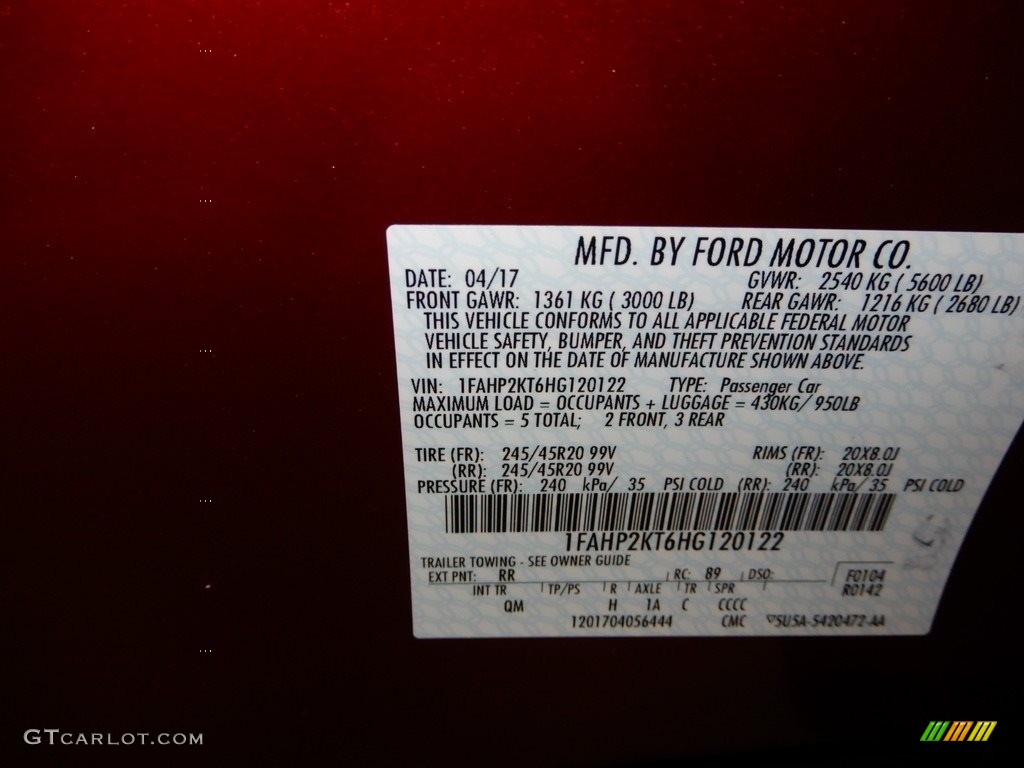 MFD. BY FORD MOTOR CO.
DATE: 04/17 GVWR: 2540 KG ( 5600 LB)
FRONT GAWR: 1361 KG ( 3000 LB) REAR GAWR: 1216 KG ( 2680 LB)
THIS VEHICLE CONFORMS TO ALL APPLICABLE FEDERAL MOTOR
VEHICLE SAFETY, BUMPER, AND THEFT PREVENTION STANDARDS
IN EFFECT ON THE DATE OF MANUFACTURE SHOWN ABOVE.
VIN: 1FAHP2KT6HG120122 TYPE: Passenger Car
MAXIMUM LOAD = OCCUPANTS + LUGGAGE = 430KG/ 950LB
OCCUPANTS = 5 TOTAL; 2 FRONT, 3 REAR
TIRE (FR): 245/45R20 99V RIMS (FR): 20X8.0J
(RR): 245/45R20 99V (RR): 20X8.0J
PRESSURE (FR): 240 kPa/ 35 PSI COLD (RR): 240 kPa/ 35 PSI COLD
1FAHP2KT6HG120122
TRAILER TOWING - SEE OWNER GUIDE
EXT PNT: RR RC: 89 DSO: F0104
INT TR TP/PS R AXLE TR SPR R0142
QM H 1A C CCCC
1201704056444 CMC ▽5U5A-5420472-AA
GTCARLOT.COM